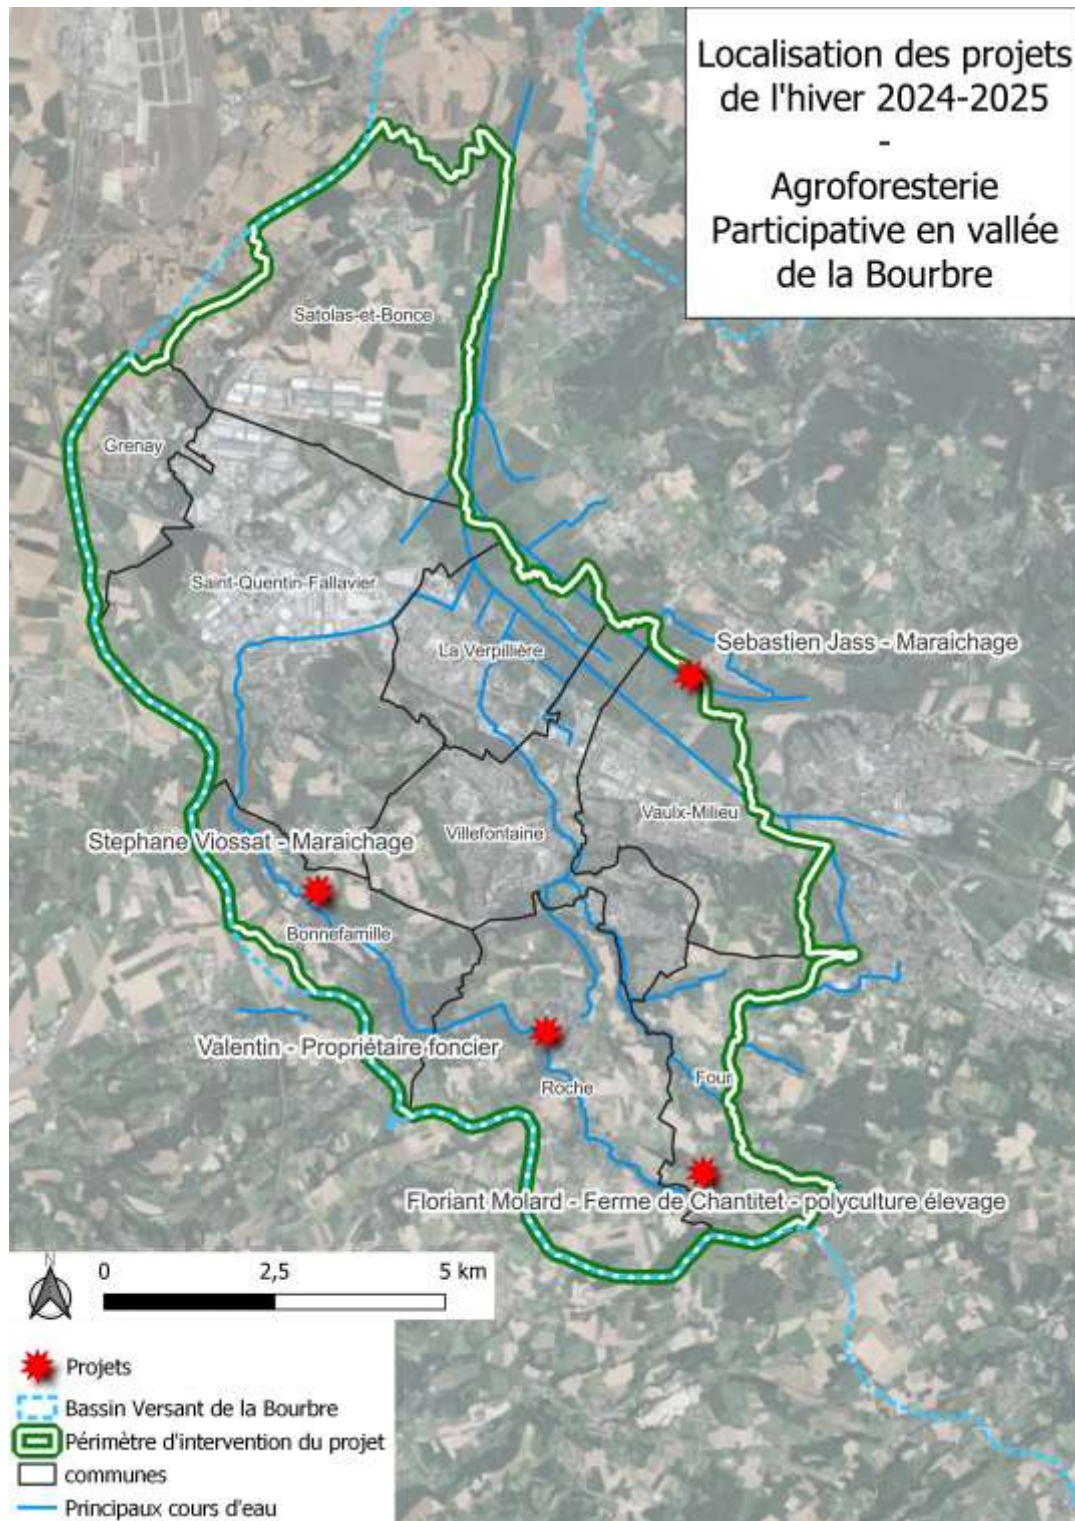 Localisation des projets
de l'hiver 2024-2025
-
Agroforesterie
Participative en vallée
de la Bourbre
Satolas-et-Bonce
Grenay
Saint-Quentin-Fallavier
La Verpillière
Sebastien Jass - Maraichage
Vaulx-Milieu
Villefontaine
Stephane Viossat - Maraichage
Bonnefamille
Valentin - Propriétaire foncier
Roche
Four
Floriant Molard - Ferme de Chantitet - polyculture élevage
N
0 2,5 5 km
Projets
Bassin Versant de la Bourbre
Périmètre d'intervention du projet
communes
Principaux cours d'eau